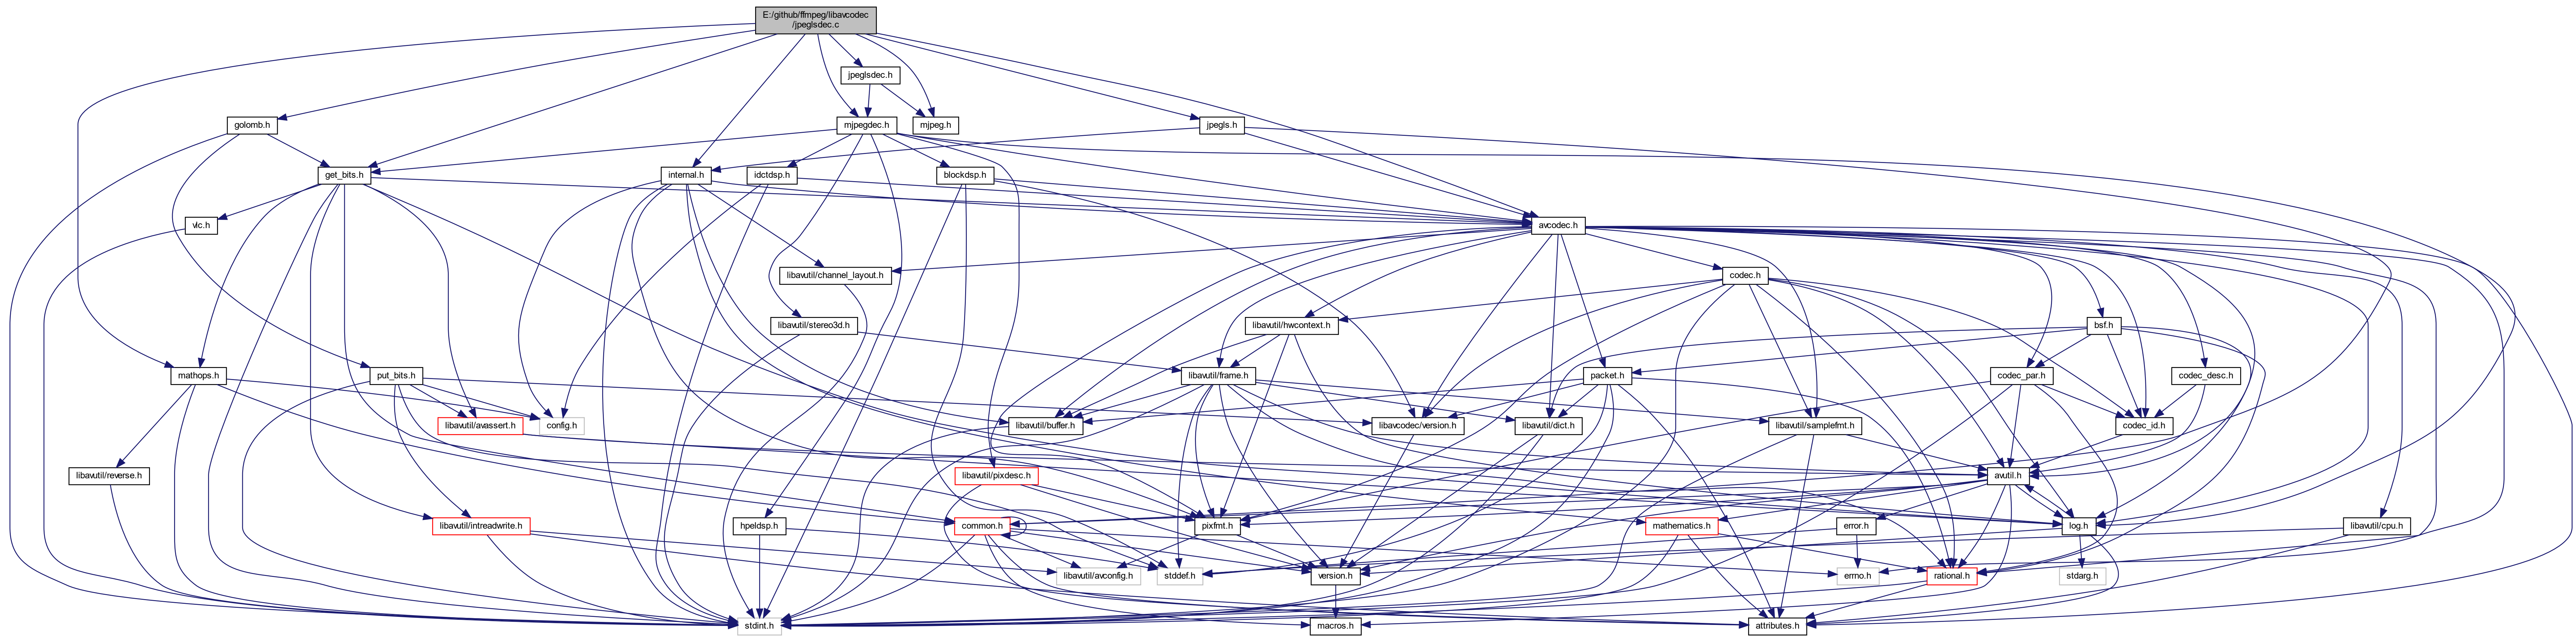 E:/github/ffmpeg/libavcodec
/jpeglsdec.c
jpeglsdec.h
golomb.h
mjpegdec.h
mjpeg.h
jpegls.h
get_bits.h
internal.h
idctdsp.h
blockdsp.h
vlc.h
avcodec.h
libavutil/channel_layout.h
codec.h
libavutil/stereo3d.h
libavutil/hwcontext.h
bsf.h
mathops.h
put_bits.h
libavutil/frame.h
packet.h
codec_par.h
codec_desc.h
libavutil/avassert.h
config.h
libavutil/buffer.h
libavcodec/version.h
libavutil/dict.h
libavutil/samplefmt.h
codec_id.h
libavutil/reverse.h
libavutil/pixdesc.h
avutil.h
libavutil/intreadwrite.h
hpeldsp.h
common.h
pixfmt.h
mathematics.h
error.h
log.h
libavutil/cpu.h
libavutil/avconfig.h
stddef.h
version.h
errno.h
rational.h
stdarg.h
stdint.h
macros.h
attributes.h